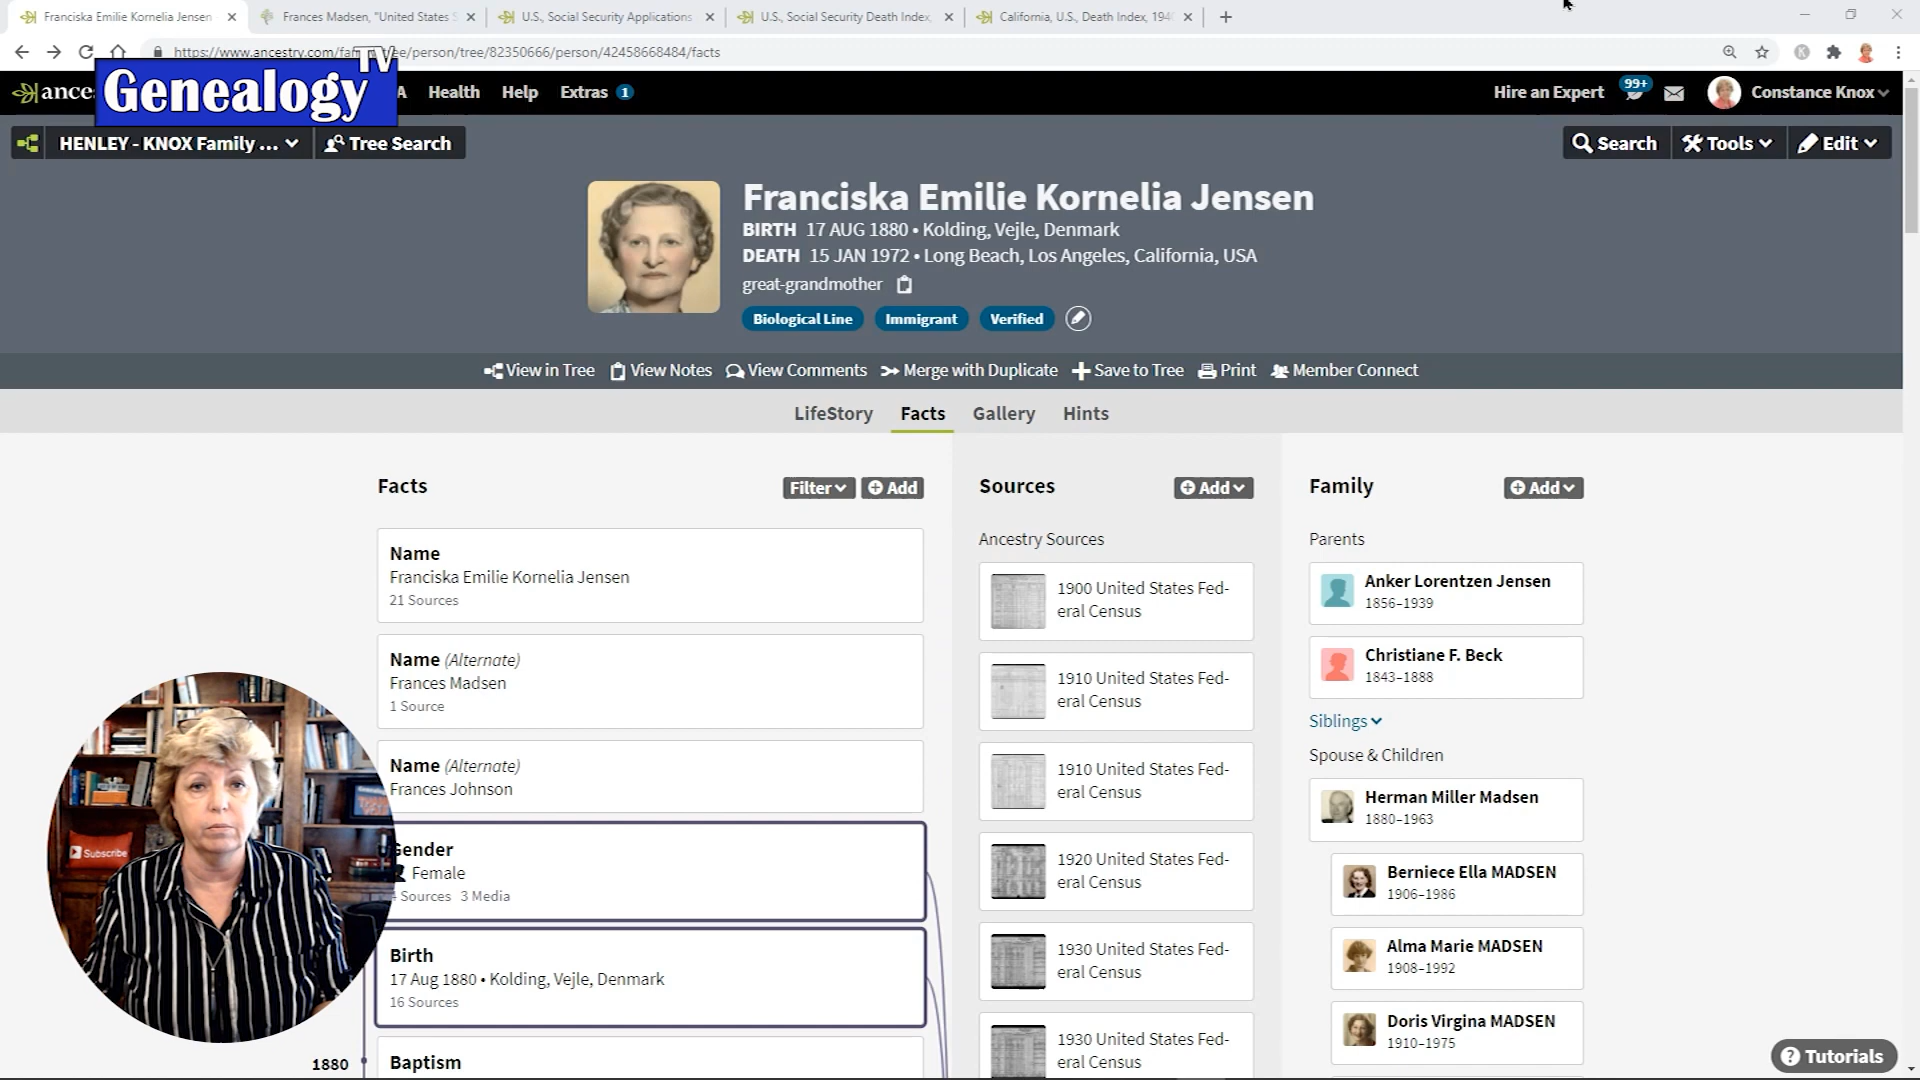 Franciska Emilie Kornelia Jensen
Frances Madsen, "United States S
U.S., Social Security Applications
U.S., Social Security Death Index,
California, U.S., Death Index, 194
https://www.ancestry.com/fam
ee/person/tree/82350666/person/42458668484/facts
Genealogy TV
ances
A
Health
Help
Extras 1
Hire an Expert
99+
Constance Knox
HENLEY - KNOX Family ...
Tree Search
Search
Tools
Edit
Franciska Emilie Kornelia Jensen
BIRTH 17 AUG 1880 • Kolding, Vejle, Denmark
DEATH 15 JAN 1972 • Long Beach, Los Angeles, California, USA
great-grandmother
Biological Line
Immigrant
Verified
View in Tree
View Notes
View Comments
Merge with Duplicate
Save to Tree
Print
Member Connect
LifeStory
Facts
Gallery
Hints
Facts
Filter
Add
Name
Franciska Emilie Kornelia Jensen
21 Sources
Name (Alternate)
Frances Madsen
1 Source
Name (Alternate)
Frances Johnson
Gender
Female
4 Sources 3 Media
Birth
17 Aug 1880 • Kolding, Vejle, Denmark
16 Sources
1880
Baptism
Subscribe
Sources
Add
Ancestry Sources
1900 United States Fed-
eral Census
1910 United States Fed-
eral Census
1910 United States Fed-
eral Census
1920 United States Fed-
eral Census
1930 United States Fed-
eral Census
1930 United States Fed-
eral Census
Family
Add
Parents
Anker Lorentzen Jensen
1856–1939
Christiane F. Beck
1843–1888
Siblings
Spouse & Children
Herman Miller Madsen
1880–1963
Berniece Ella MADSEN
1906–1986
Alma Marie MADSEN
1908–1992
Doris Virgina MADSEN
1910–1975
Tutorials